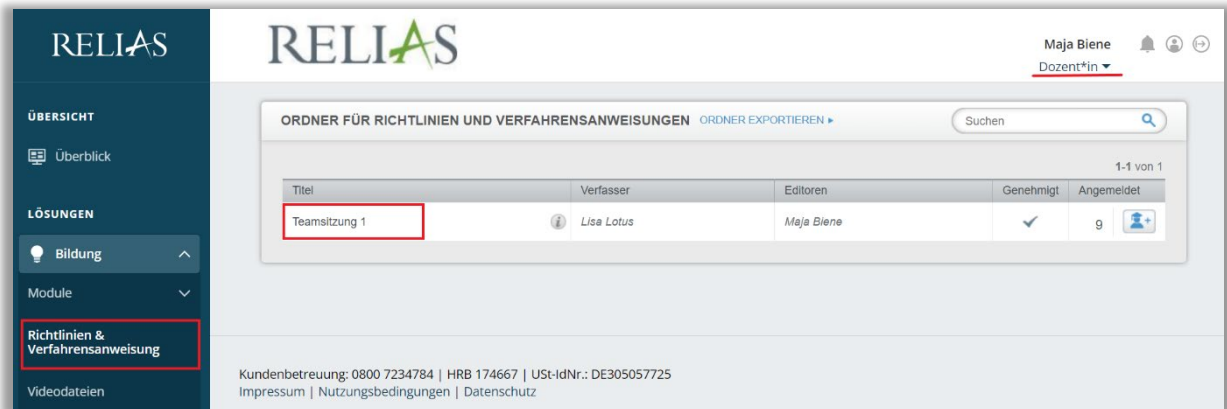 RELIAS
ÜBERSICHT
Überblick
LÖSUNGEN
Bildung
Module
Richtlinien &
Verfahrensanweisung
Videodateien
RELIAS
Maja Biene
Dozent*in
ORDNER FÜR RICHTLINIEN UND VERFAHRENSANWEISUNGEN ORDNER EXPORTIEREN
Suchen
1-1 von 1
Titel Verfasser Editoren Genehmigt Angemeldet
Teamsitzung 1 Lisa Lotus Maja Biene 9
Kundenbetreuung: 0800 7234784 | HRB 174667 | USt-IdNr.: DE305057725
Impressum | Nutzungsbedingungen | Datenschutz